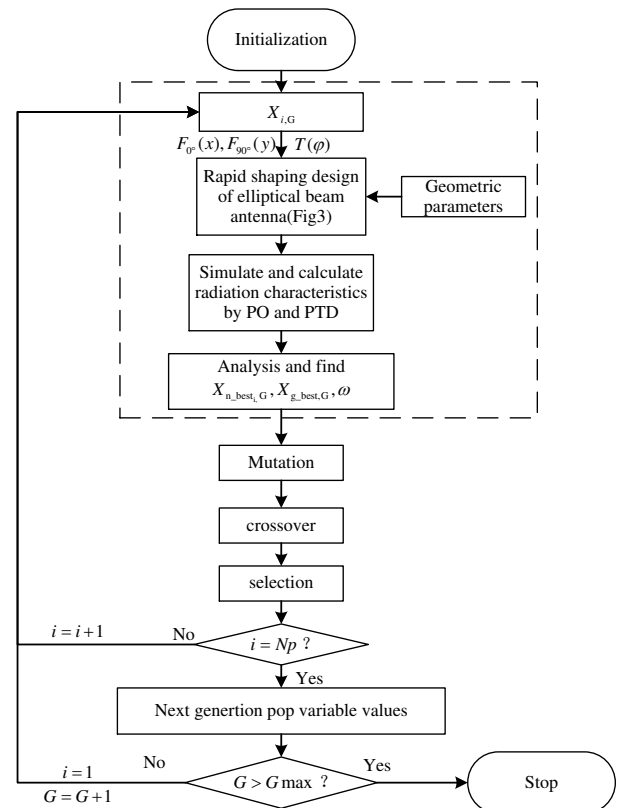 Initialization
X_{i,G}
F_{0°}(x), F_{90°}(y) T(φ)
Rapid shaping design
of elliptical beam
antenna(Fig3)
Geometric
parameters
Simulate and calculate
radiation characteristics
by PO and PTD
Analysis and find
X_{n_best_i,G}, X_{g_best,G}, ω
Mutation
crossover
selection
i = i+1
No
i = Np ?
Yes
Next genertion pop variable values
i = 1
G = G+1
No
G > G max ?
Yes
Stop